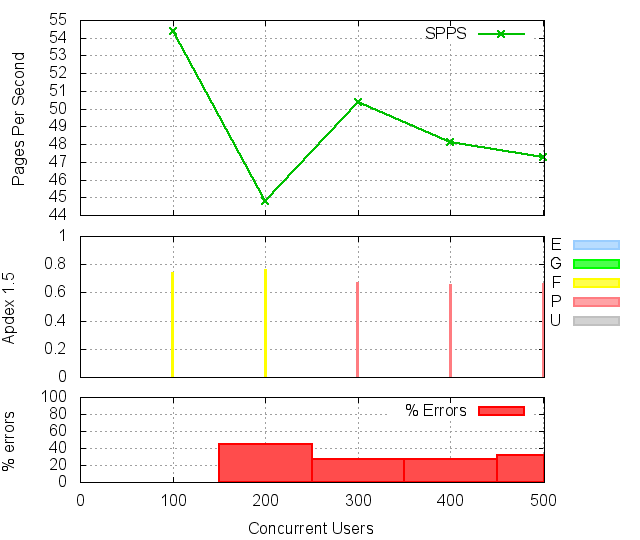 55
54
53
52
51
50
49
48
47
46
45
44
Pages Per Second
SPPS
1
0.8
0.6
0.4
0.2
0
Apdex 1.5
E
G
F
P
U
100
80
60
40
20
0
% errors
% Errors
0 100 200 300 400 500
Concurrent Users